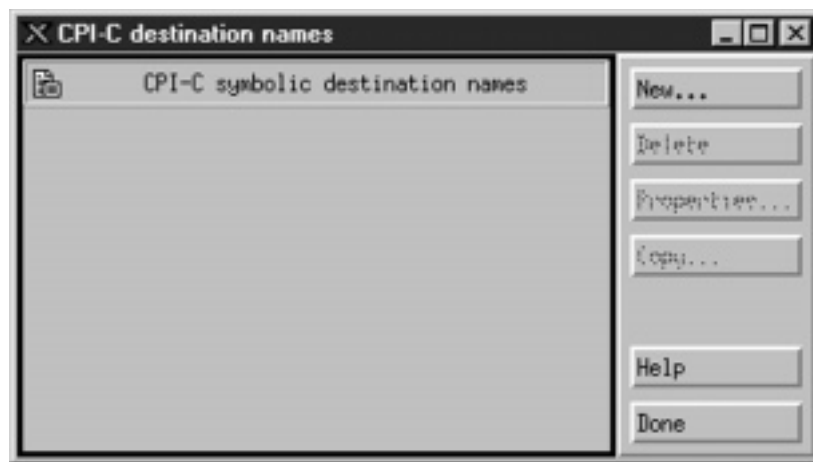 CPI-C destination names
CPI-C symbolic destination names
New...
Delete
Properties...
Copy...
Help
Done